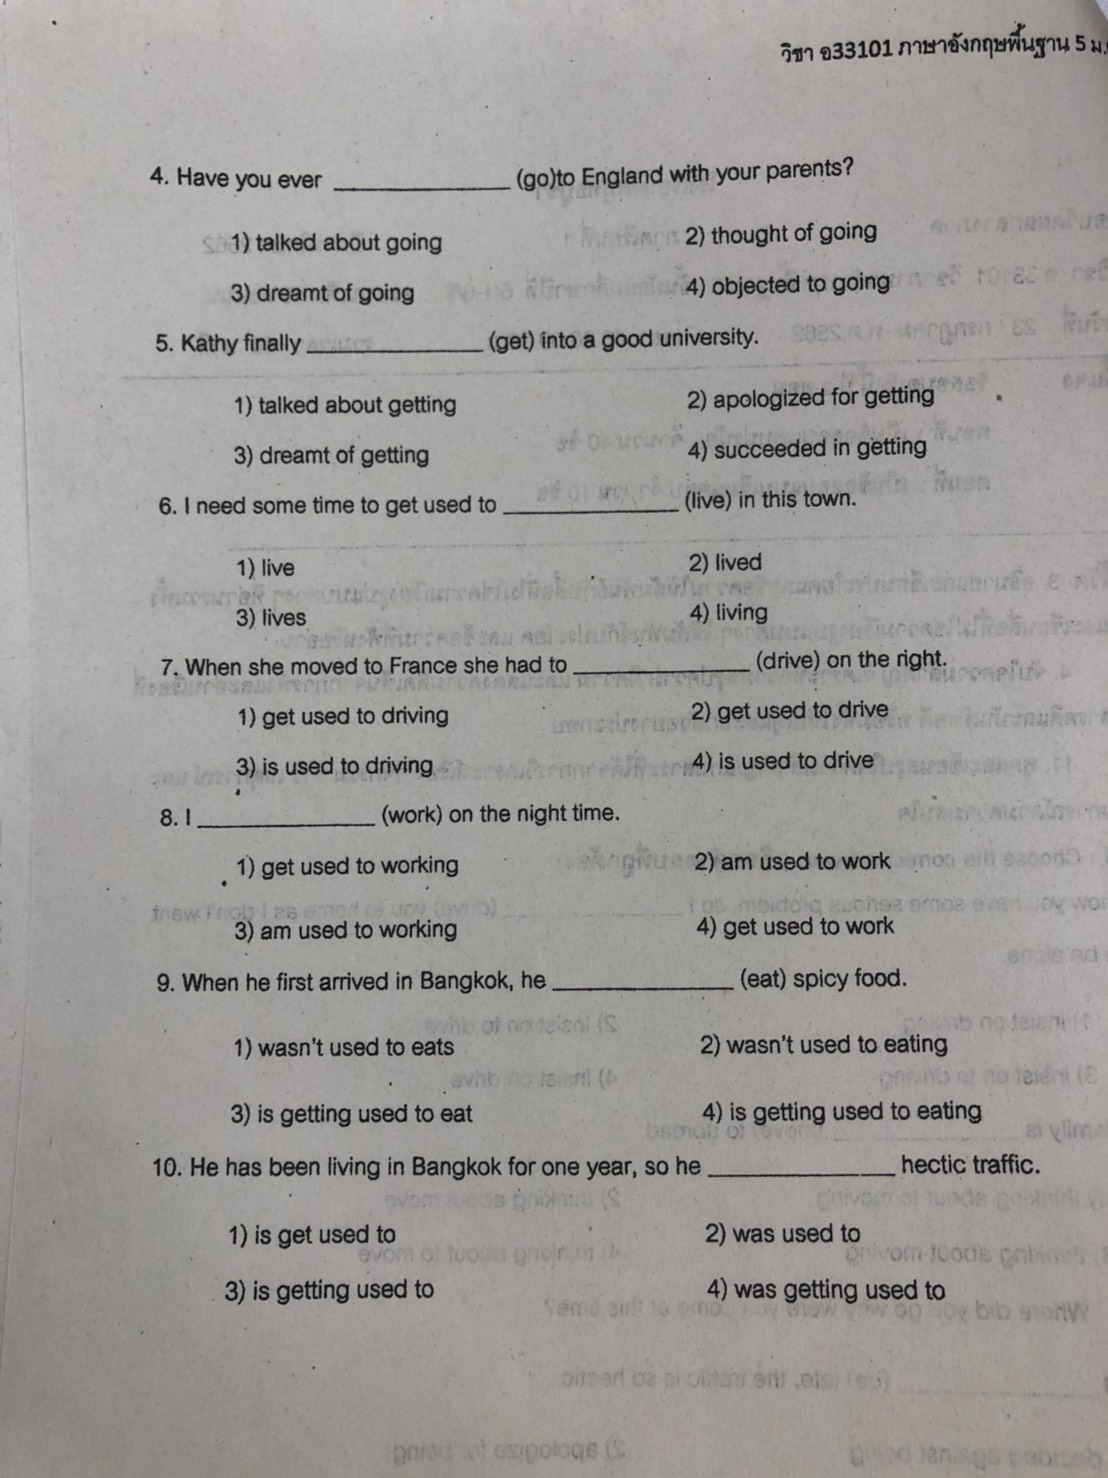 วิชา อ33101 ภาษาอังกฤษพื้นฐาน 5 ม.
4. Have you ever ________________ (go)to England with your parents?
1) talked about going 2) thought of going
3) dreamt of going 4) objected to going
5. Kathy finally ________________ (get) into a good university.
1) talked about getting 2) apologized for getting
3) dreamt of getting 4) succeeded in getting
6. I need some time to get used to ________________ (live) in this town.
1) live 2) lived
3) lives 4) living
7. When she moved to France she had to ________________ (drive) on the right.
1) get used to driving 2) get used to drive
3) is used to driving 4) is used to drive
8. I ________________ (work) on the night time.
1) get used to working 2) am used to work
3) am used to working 4) get used to work
9. When he first arrived in Bangkok, he ________________ (eat) spicy food.
1) wasn't used to eats 2) wasn't used to eating
3) is getting used to eat 4) is getting used to eating
10. He has been living in Bangkok for one year, so he ________________ hectic traffic.
1) is get used to 2) was used to
3) is getting used to 4) was getting used to